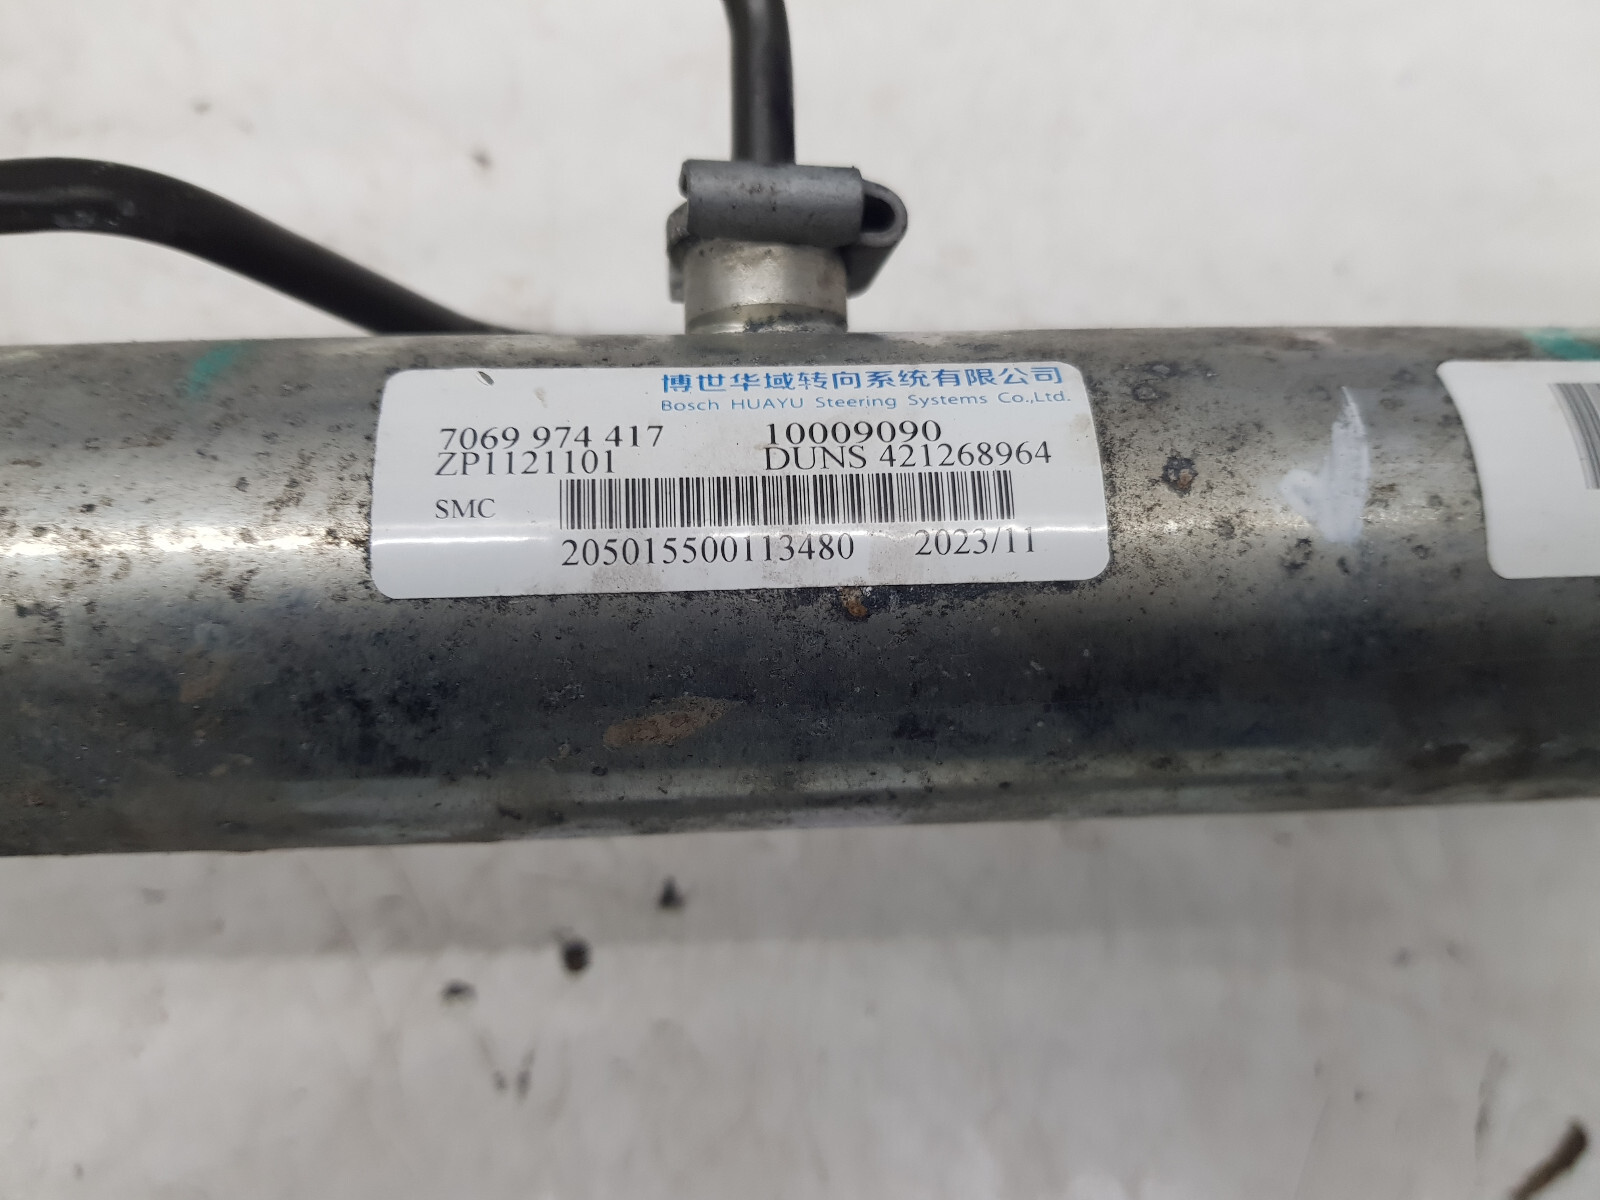 博世华域转向系统有限公司
Bosch HUAYU Steering Systems Co.,Ltd.
7069 974 417 10009090
ZP1121101 DUNS 421268964
SMC
205015500113480 2023/11